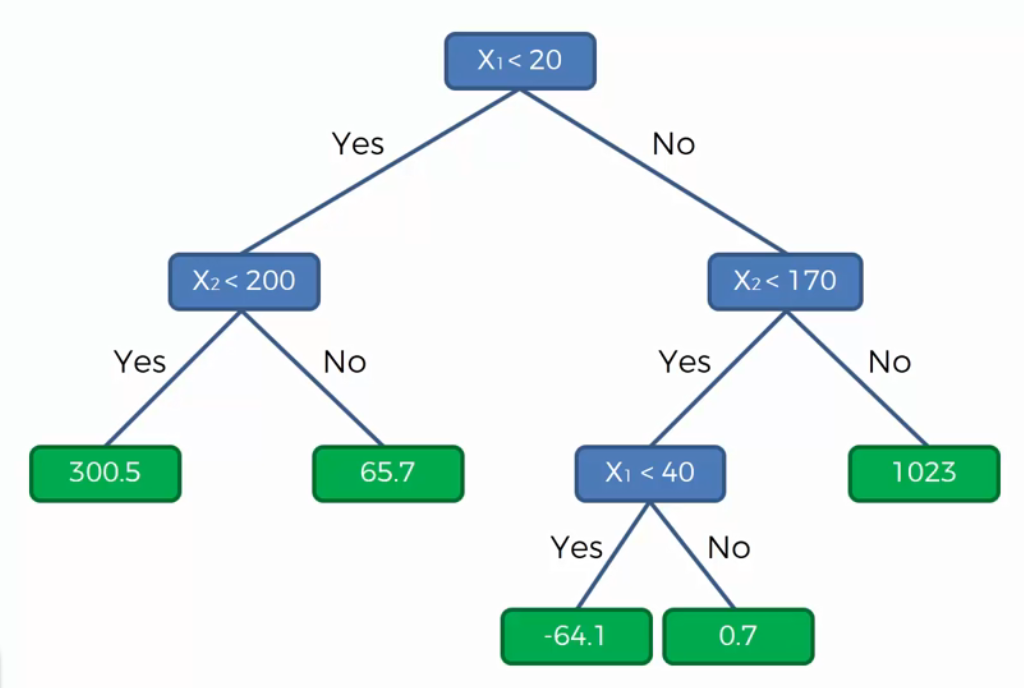 X₁ < 20
Yes
No
X₂ < 200
X₂ < 170
Yes
No
Yes
No
300.5
65.7
X₁ < 40
1023
Yes
No
-64.1
0.7